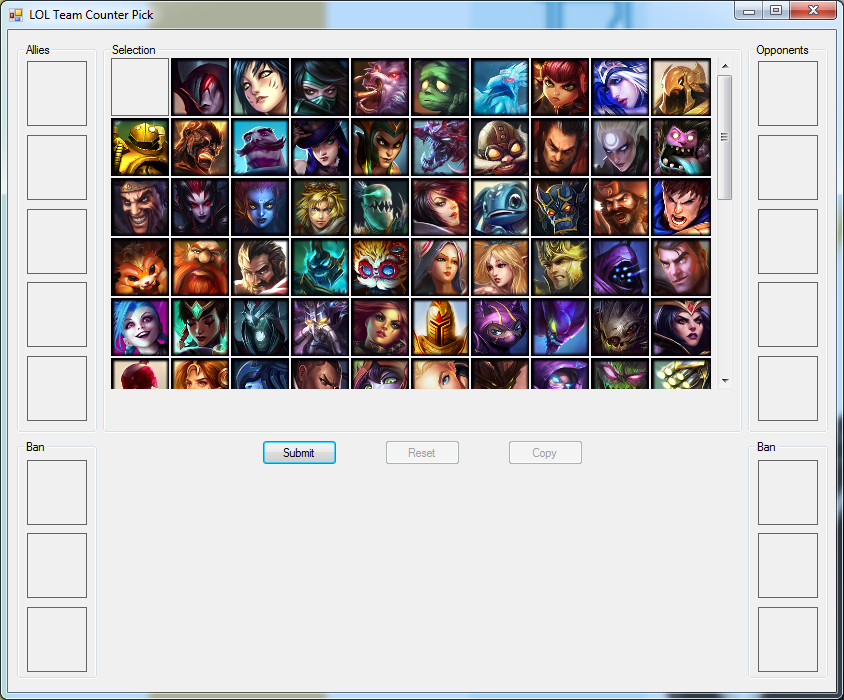 LOL Team Counter Pick
Allies
Selection
Opponents
Ban
Submit
Reset
Copy
Ban